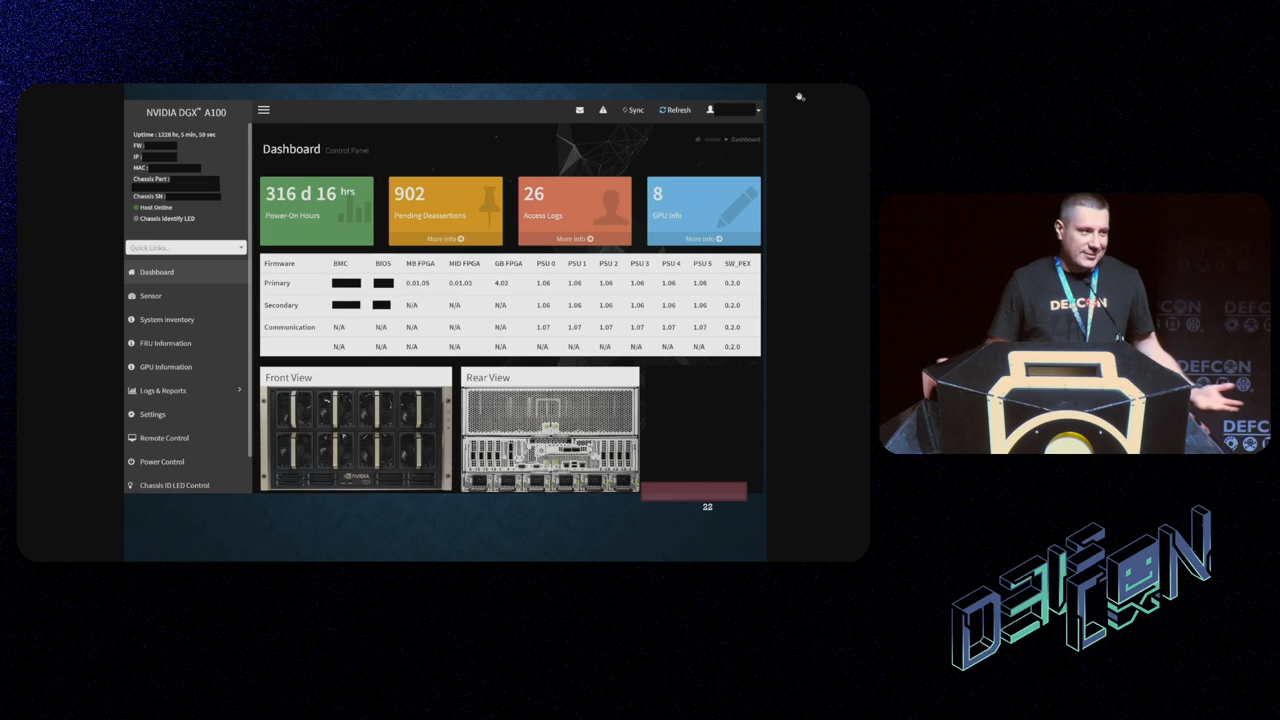 NVIDIA DGX™ A100
Uptime : 1228 hr, 5 min, 59 sec
FW:
IP :
MAC :
Chassis Part :
Chassis SN :
Host Online
Chassis Identify LED
Quick Links...
Dashboard
Sensor
System Inventory
FRU Information
GPU Information
Logs & Reports
Settings
Remote Control
Power Control
Chassis ID LED Control
Sync Refresh
Home > Dashboard
Dashboard Control Panel
316 d 16 hrs
Power-On Hours
902
Pending Deassertions
More info
26
Access Logs
More info
8
GPU Info
More info
Firmware BMC BIOS MB FPGA MID FPGA GB FPGA PSU 0 PSU 1 PSU 2 PSU 3 PSU 4 PSU 5 SW_PEX
Primary 0.01.05 0.01.03 4.02 1.06 1.06 1.06 1.06 1.06 1.06 0.2.0
Secondary N/A N/A N/A 1.06 1.06 1.06 1.06 1.06 1.06 0.2.0
Communication N/A N/A N/A N/A N/A 1.07 1.07 1.07 1.07 1.07 1.07 0.2.0
N/A N/A N/A N/A N/A N/A N/A N/A N/A N/A N/A 0.2.0
Front View
Rear View
NVIDIA
22
DEFCON
DEFCON
DEFCON
DEFC
DEFCON